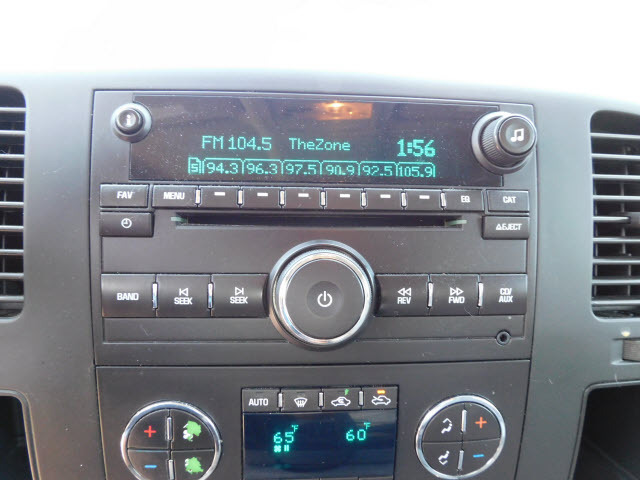 FM 104.5 TheZone 1:56
5 94.3 96.3 97.5 90.9 92.5 105.9
FAV MENU EQ CAT
EJECT
BAND SEEK SEEK REV FWD CD/AUX
AUTO
65°F 60°F